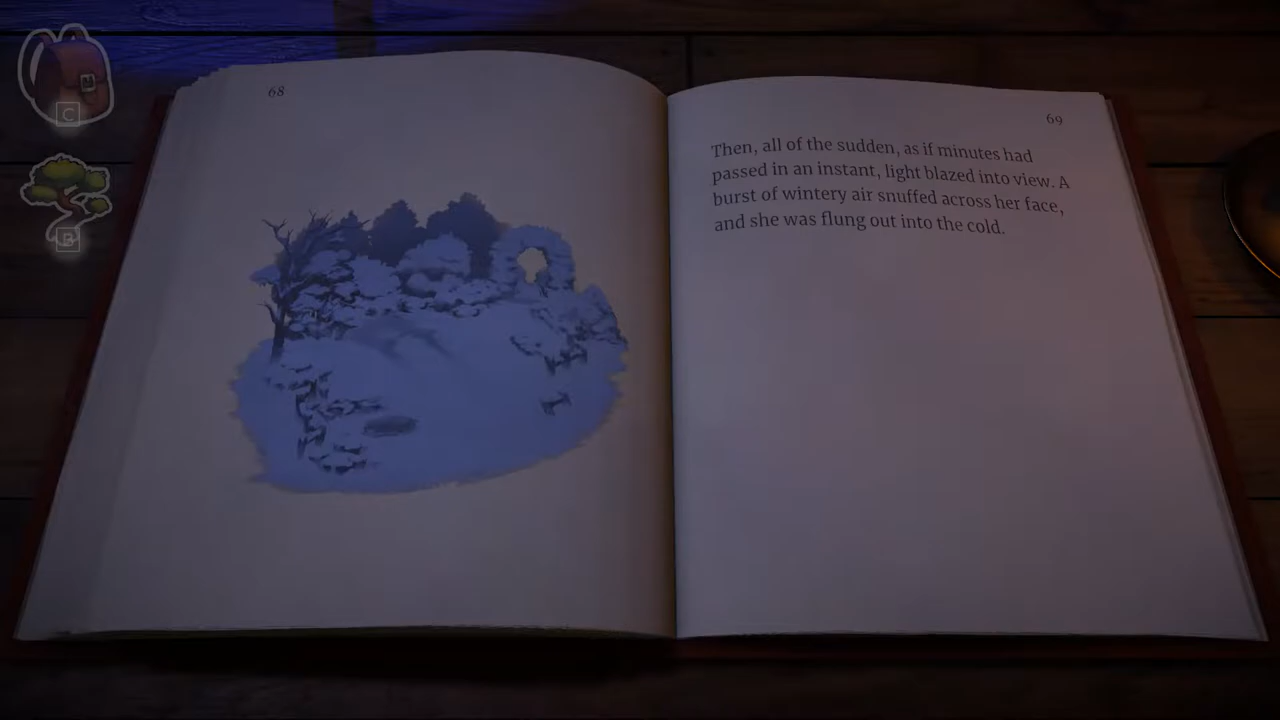 68
69
Then, all of the sudden, as if minutes had
passed in an instant, light blazed into view. A
burst of wintery air snuffed across her face,
and she was flung out into the cold.
C
B